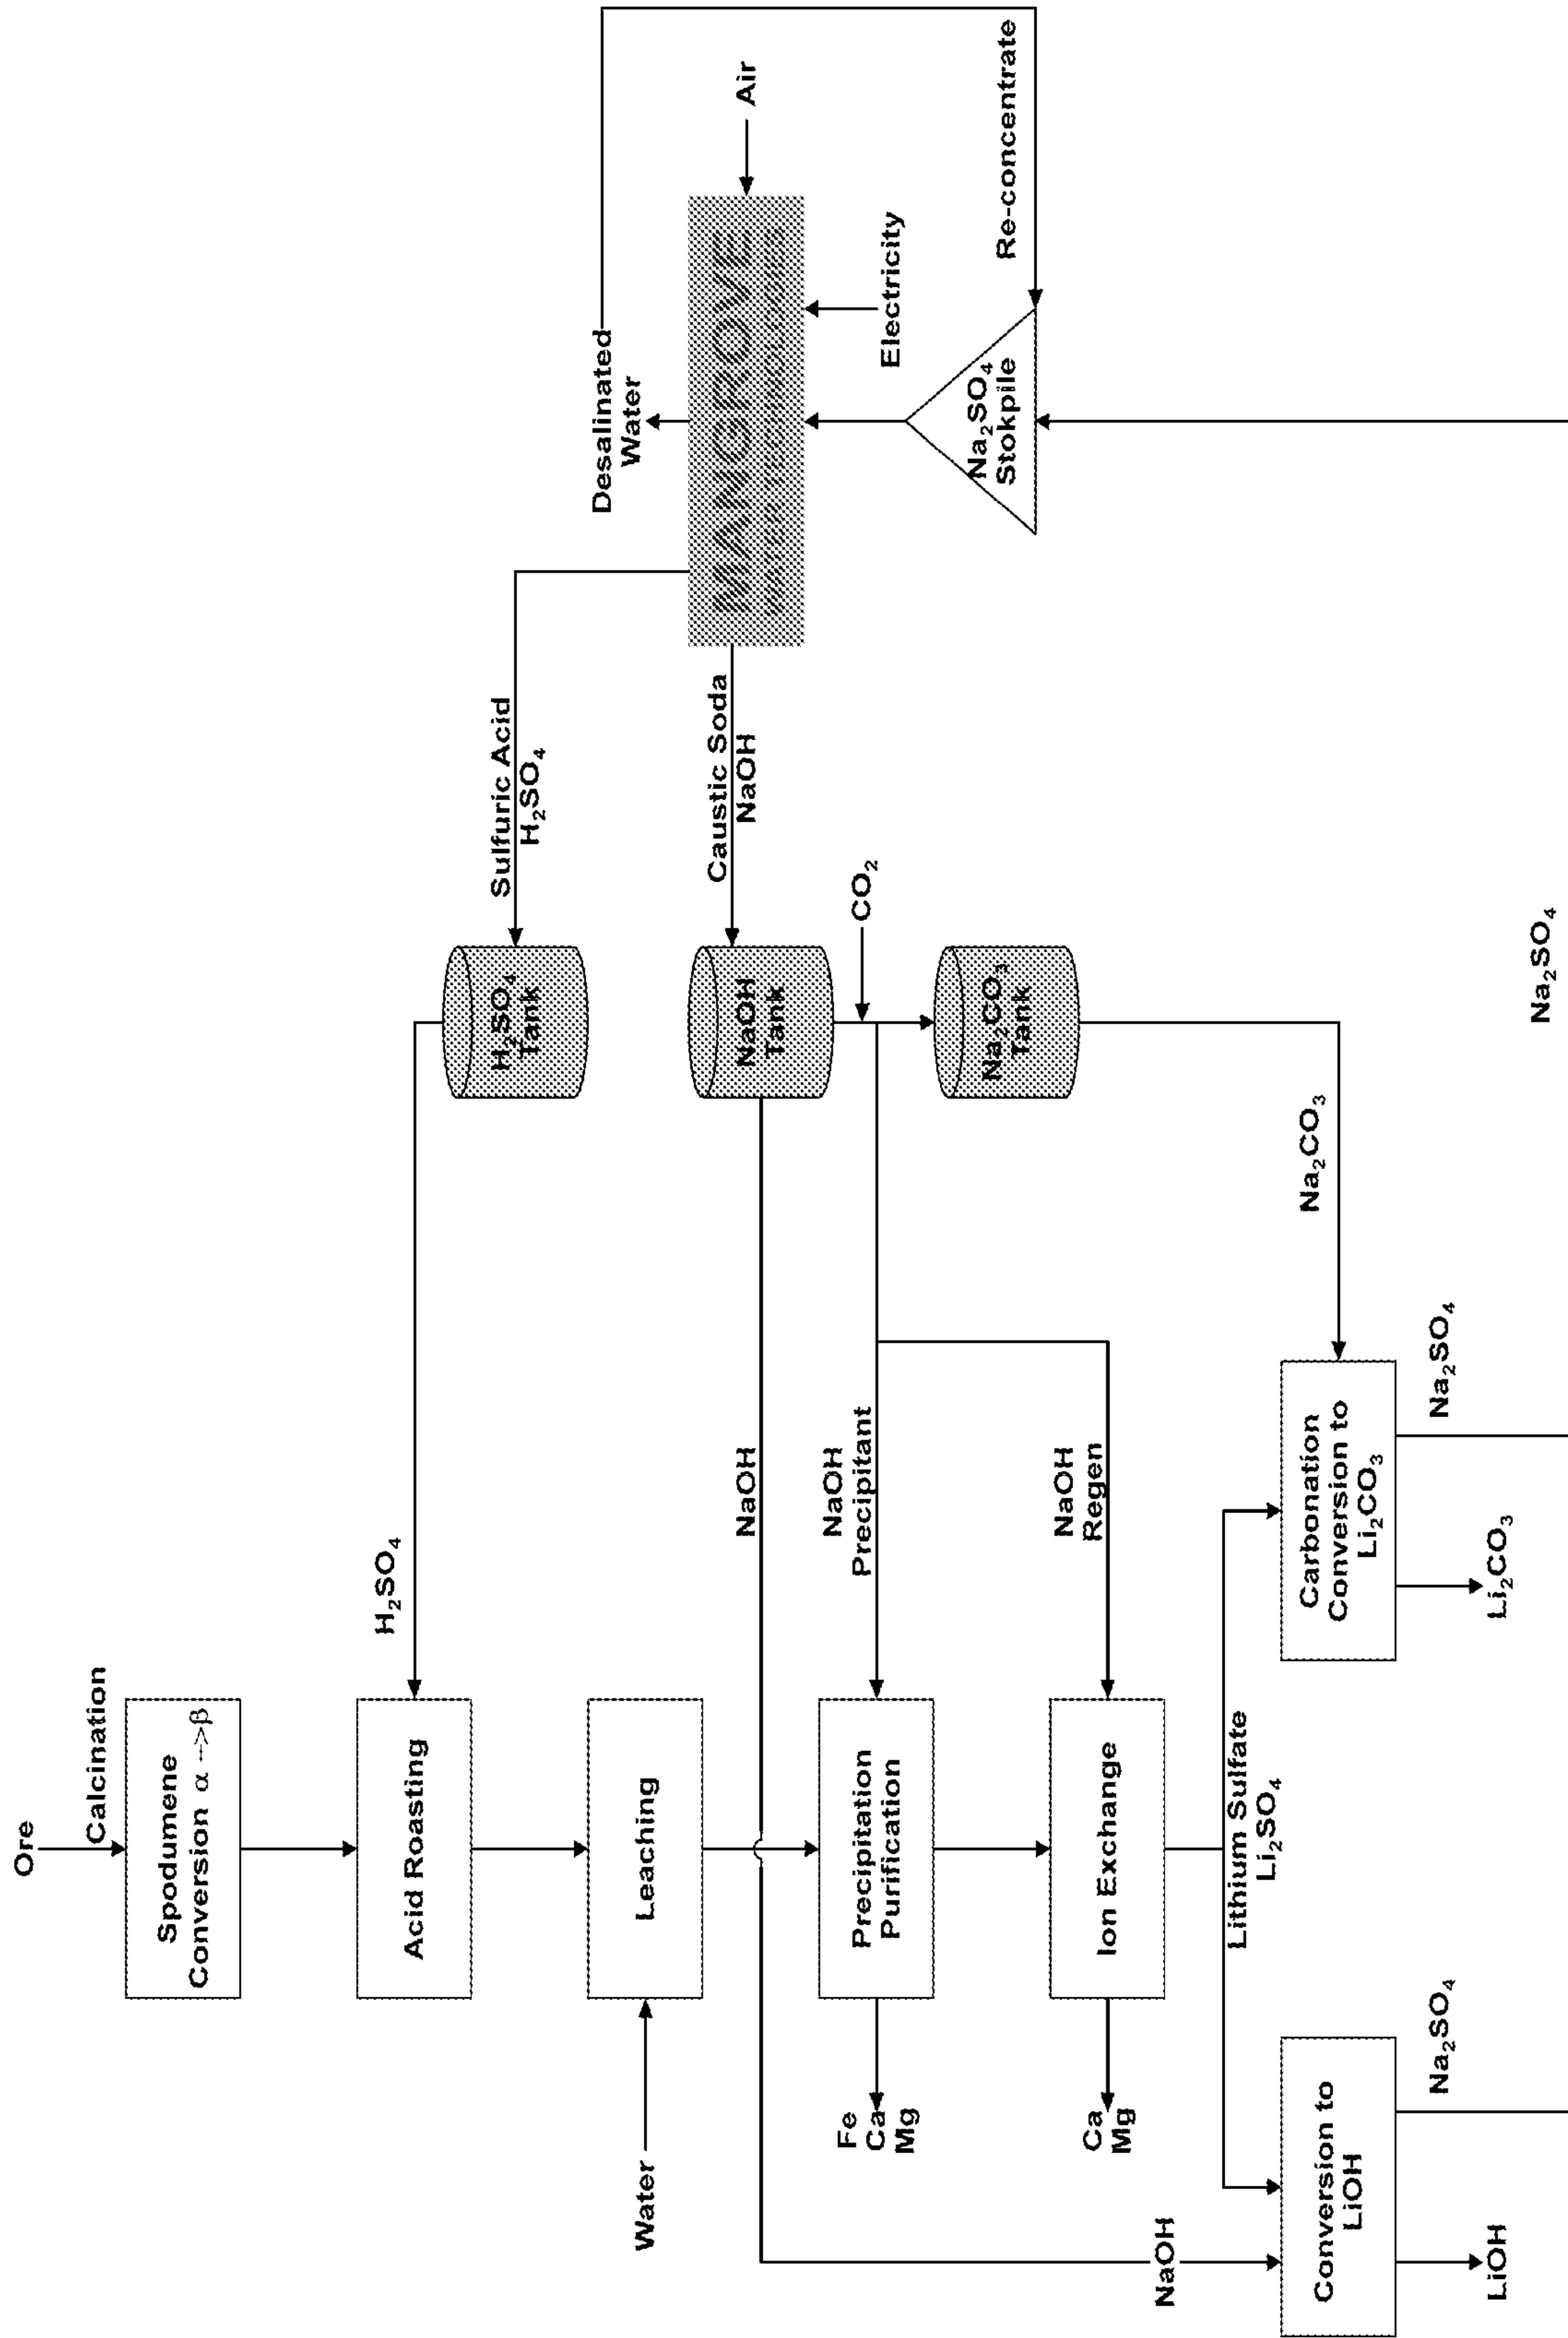 Ore
Calcination
Spodumene
Conversion α -->β
Acid Roasting
H₂SO₄
Leaching
Water
NaOH
Precipitation
Purification
NaOH
Precipitant
Fe
Ca
Mg
Ion Exchange
NaOH
Regen
Ca
Mg
Lithium Sulfate
Li₂SO₄
NaOH
Conversion to
LiOH
LiOH
Na₂SO₄
Carbonation
Conversion to
Li₂CO₃
Li₂CO₃
Na₂SO₄
Na₂CO₃
Na₂SO₄
H₂SO₄
Tank
NaOH
Tank
CO₂
Na₂CO₃
Tank
Sulfuric Acid
H₂SO₄
Caustic Soda
NaOH
Desalinated
Water
MANGROVE
Air
Electricity
Na₂SO₄
Stokpile
Re-concentrate